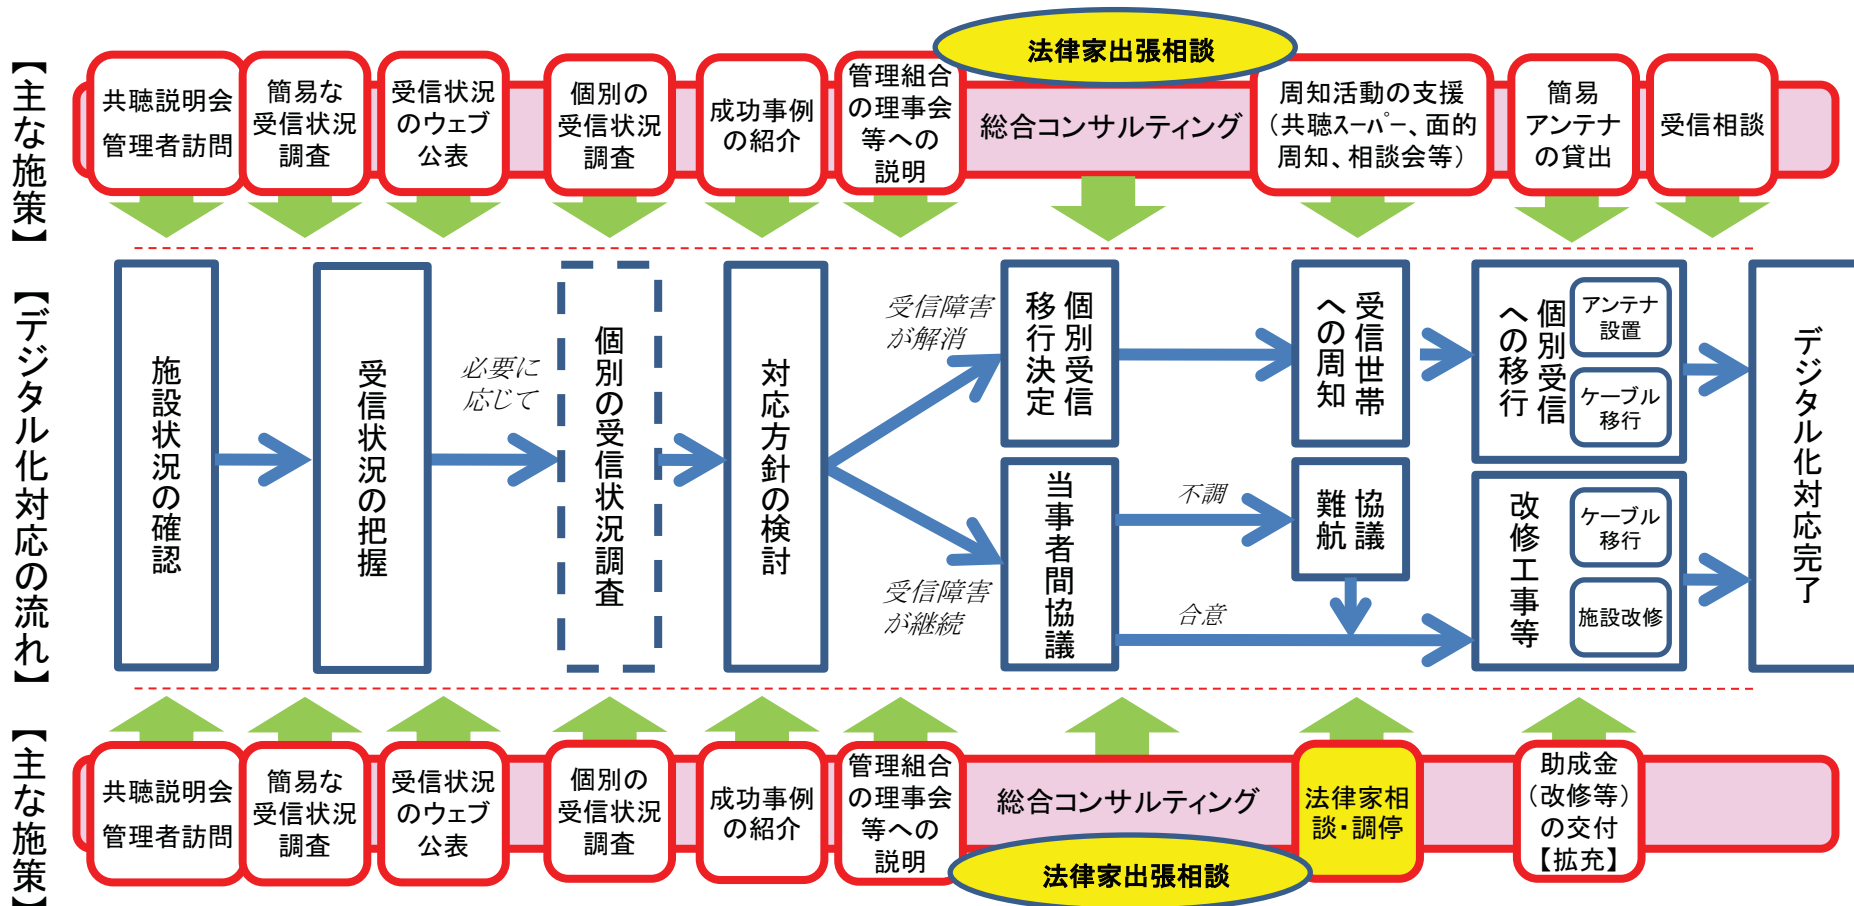 【主な施策】
共聴説明会
管理者訪問
簡易な
受信状況
調査
受信状況
のウェブ
公表
個別の
受信状況
調査
成功事例
の紹介
管理組合
の理事会
等への
説明
法律家出張相談
総合コンサルティング
周知活動の支援
（共聴スーパー、面的
周知、相談会等）
簡易
アンテナ
の貸出
受信相談
【デジタル化対応の流れ】
施設状況の確認
受信状況の把握
必要に
応じて
個別の受信状況調査
対応方針の検討
受信障害
が解消
個別受信
移行決定
受信世帯
への周知
個別受信
への移行
アンテナ
設置
ケーブル
移行
受信障害
が継続
当事者間協議
不調
協議
難航
合意
改修工事等
ケーブル
移行
施設改修
デジタル化対応完了
【主な施策】
共聴説明会
管理者訪問
簡易な
受信状況
調査
受信状況
のウェブ
公表
個別の
受信状況
調査
成功事例
の紹介
管理組合
の理事会
等への
説明
総合コンサルティング
法律家出張相談
法律家相
談・調停
助成金
（改修等）
の交付
【拡充】